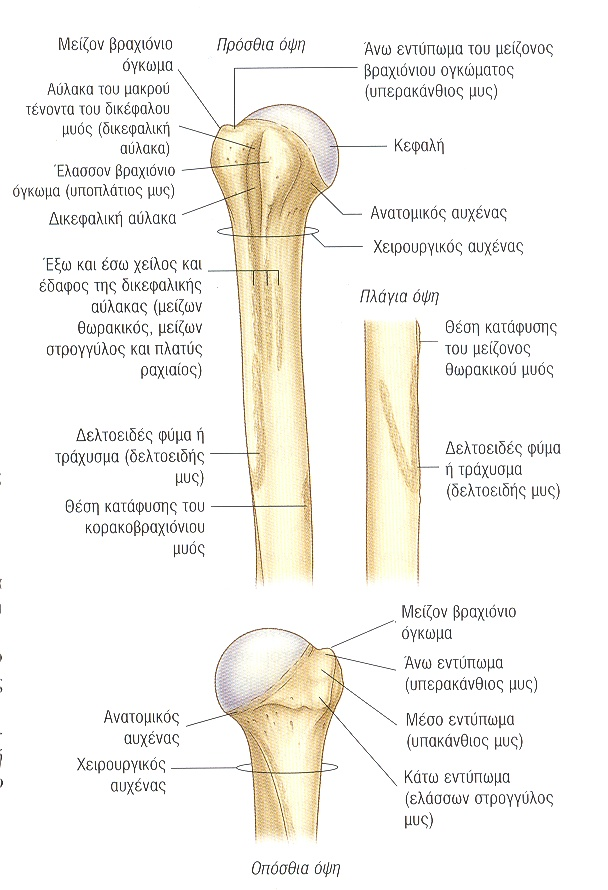 Μείζον βραχιόνιο
όγκωμα
Πρόσθια όψη
Άνω εντύπωμα του μείζονος
βραχιόνιου ογκώματος
(υπερακάνθιος μυς)
Αύλακα του μακρού
τένοντα του δικέφαλου
μυός (δικεφαλική
αύλακα)
Κεφαλή
Έλασσον βραχιόνιο
όγκωμα (υποπλάτιος μυς)
Δικεφαλική αύλακα
Ανατομικός αυχένας
Χειρουργικός αυχένας
Έξω και έσω χείλος και
έδαφος της δικεφαλικής
αύλακας (μείζων
θωρακικός, μείζων
στρογγύλος και πλατύς
ραχιαίος)
Πλάγια όψη
Θέση κατάφυσης
του μείζονος
θωρακικού μυός
Δελτοειδές φύμα ή
τράχυσμα (δελτοειδής
μυς)
Δελτοειδές φύμα
ή τράχυσμα
(δελτοειδής μυς)
Θέση κατάφυσης του
κορακοβραχιόνιου
μυός
Μείζον βραχιόνιο
όγκωμα
Άνω εντύπωμα
(υπερακάνθιος μυς)
Μέσο εντύπωμα
(υπακάνθιος μυς)
Κάτω εντύπωμα
(ελάσσων στρογγύλος
μυς)
Ανατομικός
αυχένας
Χειρουργικός
αυχένας
Οπόσθια όψη